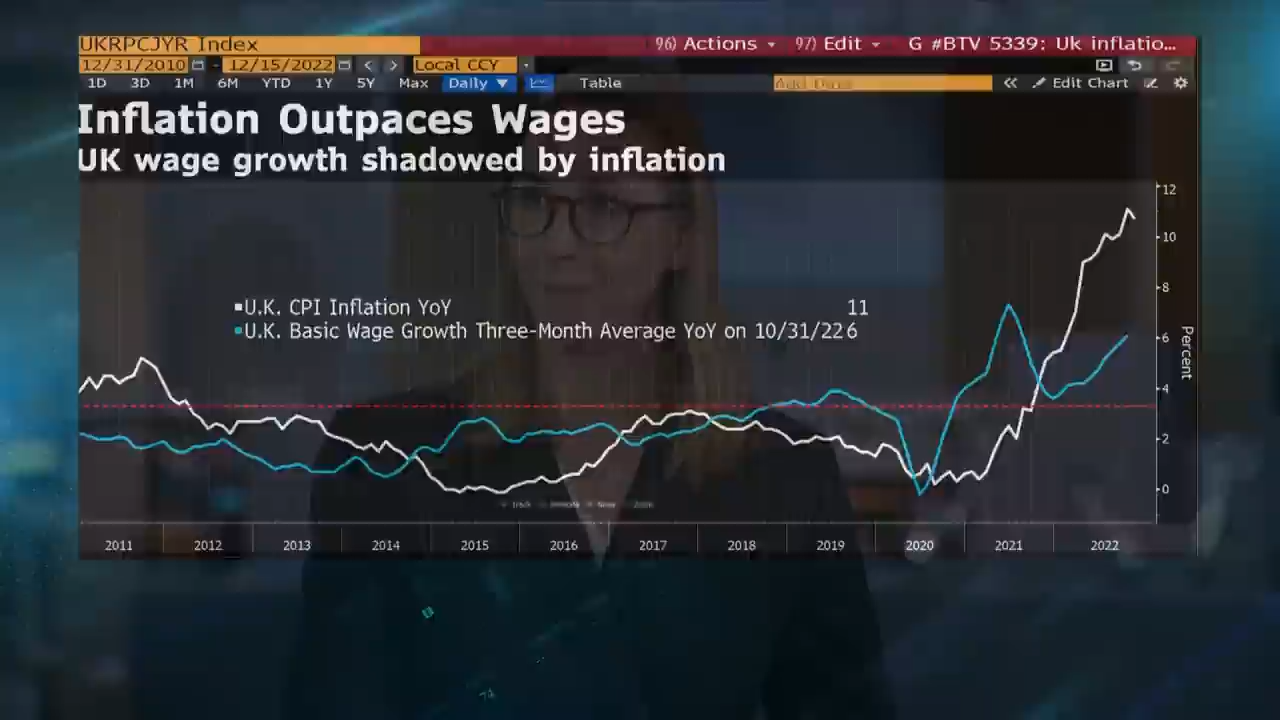 UKRPCJYR Index 96) Actions 97) Edit G #BTV 5339: Uk inflatio...
12/31/2010 - 12/15/2022 Local CCY
1D 3D 1M 6M YTD 1Y 5Y Max Daily Table Add Data Edit Chart
Inflation Outpaces Wages
UK wage growth shadowed by inflation
12
10
U.K. CPI Inflation YoY 11
U.K. Basic Wage Growth Three-Month Average YoY on 10/31/22 6
8
6
Percent
4
2
0
2011 2012 2013 2014 2015 2016 2017 2018 2019 2020 2021 2022